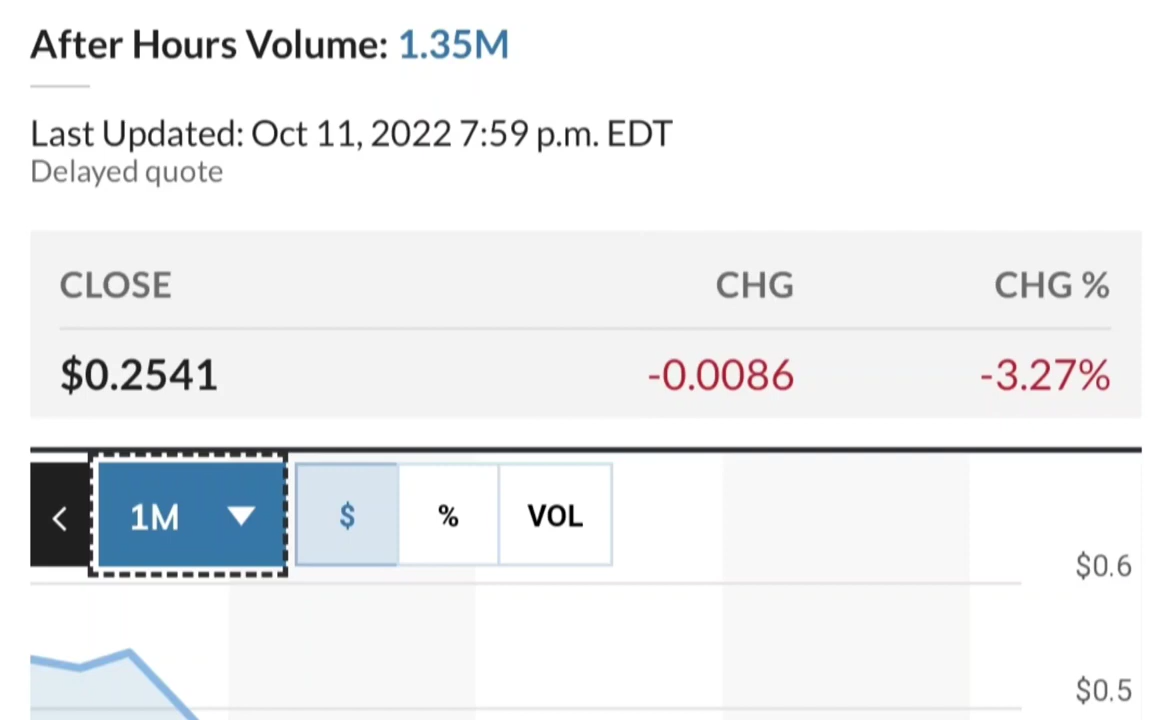 After Hours Volume: 1.35M
Last Updated: Oct 11, 2022 7:59 p.m. EDT
Delayed quote
CLOSE CHG CHG %
$0.2541 -0.0086 -3.27%
1M $ % VOL
$0.6
$0.5